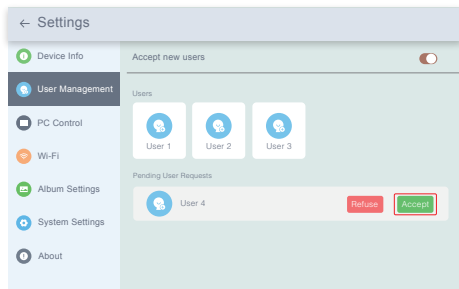 ← Settings
Device Info
User Management
PC Control
Wi-Fi
Album Settings
System Settings
About
Accept new users
Users
User 1 User 2 User 3
Pending User Requests
User 4 Refuse Accept